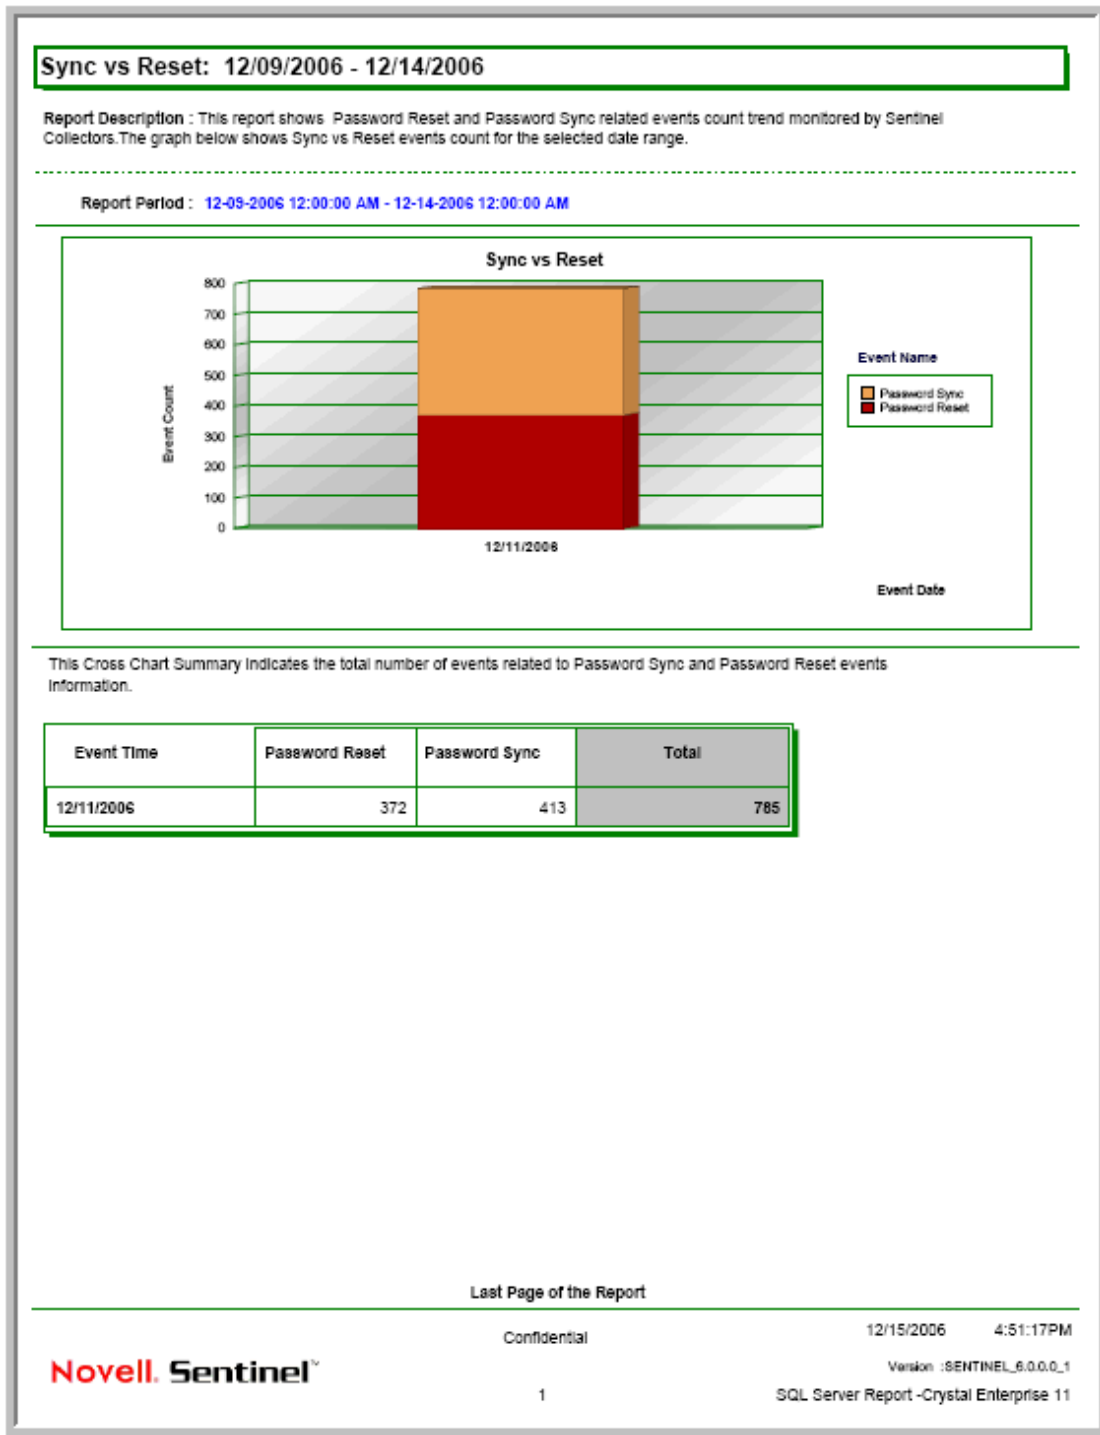 Sync vs Reset: 12/09/2006 - 12/14/2006
Report Description : This report shows Password Reset and Password Sync related events count trend monitored by Sentinel
Collectors.The graph below shows Sync vs Reset events count for the selected date range.
Report Period : 12-09-2006 12:00:00 AM - 12-14-2006 12:00:00 AM
Sync vs Reset
800
700
600
500
400
300
200
100
0
Event Count
12/11/2006
Event Name
Password Sync
Password Reset
Event Date
This Cross Chart Summary Indicates the total number of events related to Password Sync and Password Reset events
Information.
Event Time Password Reset Password Sync Total
12/11/2006 372 413 785
Last Page of the Report
Confidential
12/15/2006 4:51:17PM
Novell. Sentinel™
Version :SENTINEL_6.0.0.0_1
1
SQL Server Report -Crystal Enterprise 11